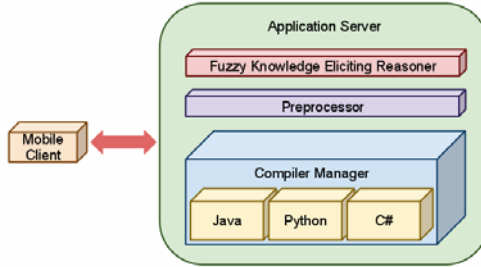 Application Server
Fuzzy Knowledge Eliciting Reasoner
Preprocessor
Mobile
Client
Compiler Manager
Java
Python
C#